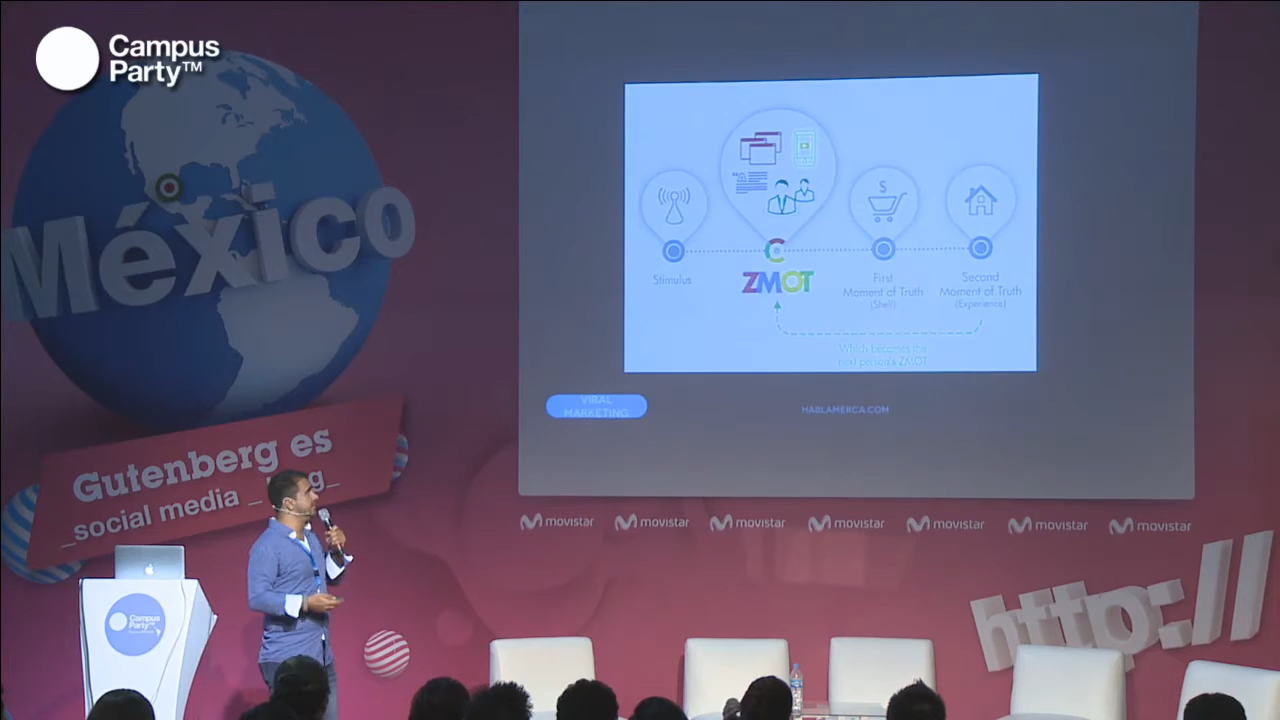 Campus
Party™
México
Gutenberg es
_social media _
Stimulus
$
ZMOT
First
Moment of Truth
(Shelf)
Second
Moment of Truth
(Experience)
Which becomes the
next person's ZMOT
VIRAL
MARKETING
HABLAMERCA.COM
movistar movistar movistar movistar movistar movistar movistar
http://
Campus
Party™